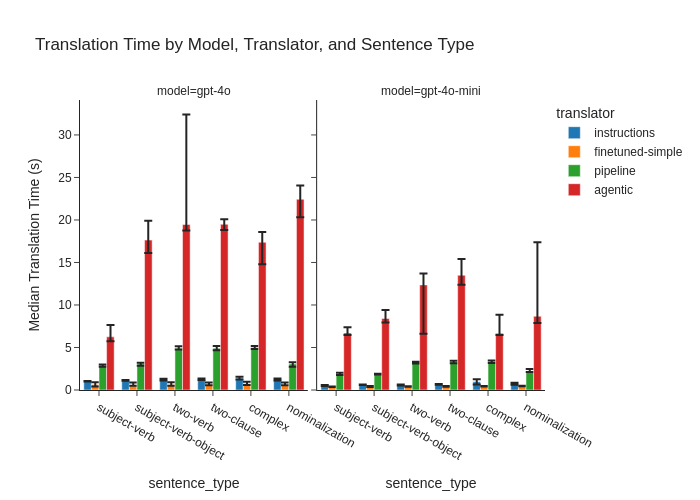 Translation Time by Model, Translator, and Sentence Type
model=gpt-4o
model=gpt-4o-mini
translator
instructions
finetuned-simple
pipeline
agentic
Median Translation Time (s)
30
25
20
15
10
5
0
subject-verb
subject-verb-object
two-verb
two-clause
complex
nominalization
subject-verb
subject-verb-object
two-verb
two-clause
complex
nominalization
sentence_type
sentence_type